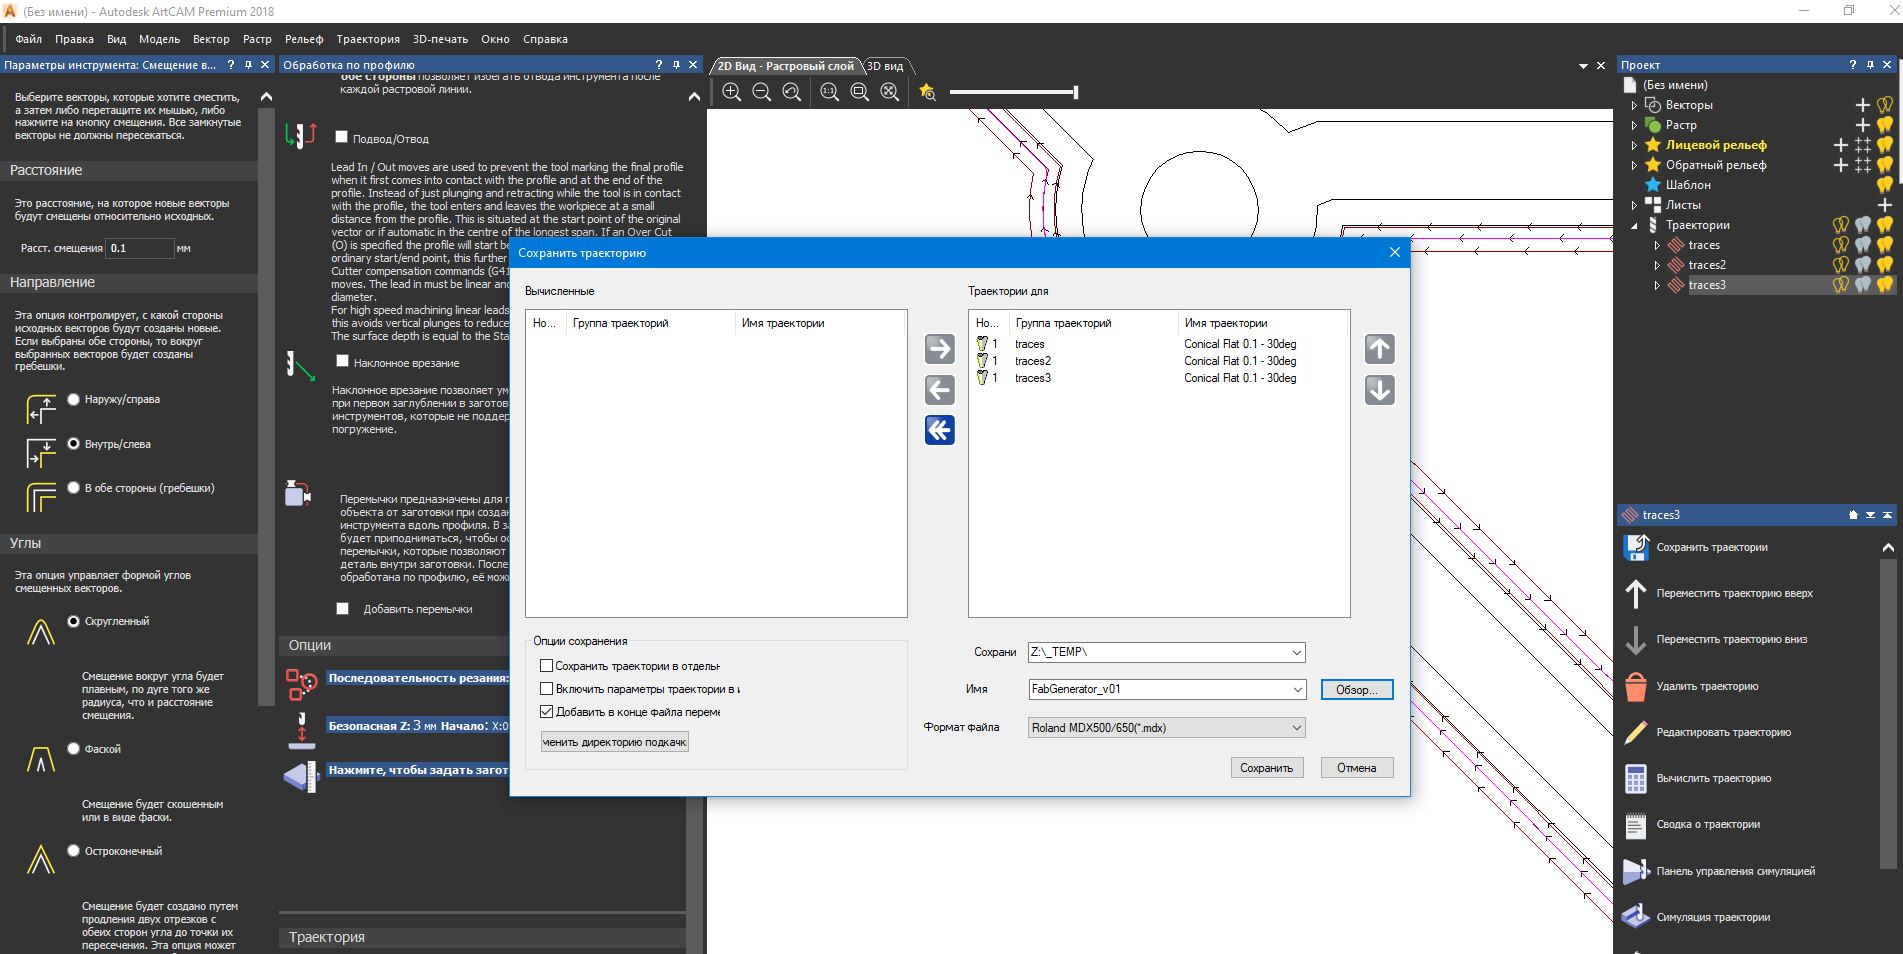 (Без имени) - Autodesk ArtCAM Premium 2018
Файл Правка Вид Модель Вектор Растр Рельеф Траектория 3D-печать Окно Справка
Параметры инструмента: Смещение в...
Выберите векторы, которые хотите сместить,
а затем либо перетащите их мышью, либо
нажмите на кнопку смещения. Все замкнутые
векторы не должны пересекаться.
Расстояние
Это расстояние, на которое новые векторы
будут смещены относительно исходных.
Расст. смещения 0.1 мм
Направление
Эта опция контролирует, с какой стороны
исходных векторов будут созданы новые.
Если выбраны обе стороны, то вокруг
выбранных векторов будет созданы
гребешки.
Наружу/справа
Внутрь/слева
В обе стороны (гребешки)
Углы
Эта опция управляет формой углов
смещенных векторов.
Скругленный
Смещение вокруг угла будет
плавным, по дуге того же
радиуса, что и расстояние
смещения.
Фаской
Смещение будет скошенным
или в виде фаски.
Остроконечный
Смещение будет создано путем
продления двух отрезков с
обеих сторон угла до точки их
пересечения. Эта опция может
Обработка по профилю
обе стороны позволяет избегать отвода инструмента после
каждой растровой линии.
Подвод/Отвод
Lead In / Out moves are used to prevent the tool marking the final profile
when it first comes into contact with the profile and at the end of the
profile. Instead of just plunging and retracting while the tool is in contact
with the profile, the tool enters and leaves the workpiece at a small
distance from the profile. This is situated at the start point of the original
vector or if automatic in the centre of the longest span. If an Over Cut
(O) is specified the profile will start be
ordinary start/end point, this further
Cutter compensation commands (G41
moves. The lead in must be linear and
diameter.
For high speed machining linear leads
this avoids vertical plunges to reduce
The surface depth is equal to the Sta
Наклонное врезание
Наклонное врезание позволяет ум
при первом заглублении в заготов
инструментов, которые не поддер
погружение.
Перемычки предназначены для п
объекта от заготовки при создан
инструмента вдоль профиля. В за
будет приподниматься, чтобы ос
перемычки, которые позволяют
деталь внутри заготовки. После
обработана по профилю, её мож
Добавить перемычки
Опции
Последовательность резания:
Безопасная Z: 3 мм Начало: X:0
Нажмите, чтобы задать загот
Траектория
2D Вид - Растровый слой
3D вид
1:1
Сохранить траекторию
Вычисленные
Но... Группа траекторий Имя траектории
Траектории для
Но... Группа траекторий Имя траектории
1 traces Conical Flat 0.1 - 30deg
1 traces2 Conical Flat 0.1 - 30deg
1 traces3 Conical Flat 0.1 - 30deg
Опции сохранения
Сохранить траектории в отдельн
Включить параметры траектории в и
Добавить в конце файла переме
менить директорию подкачк
Сохрани Z:\_TEMP\
Имя FabGenerator_v01 Обзор...
Формат файла Roland MDX500/650(*.mdx)
Сохранить Отмена
Проект
(Без имени)
Векторы
Растр
Лицевой рельеф
Обратный рельеф
Шаблон
Листы
Траектории
traces
traces2
traces3
traces3
Сохранить траектории
Переместить траекторию вверх
Переместить траекторию вниз
Удалить траекторию
Редактировать траекторию
Вычислить траекторию
Сводка о траектории
Панель управления симуляцией
Симуляция траектории